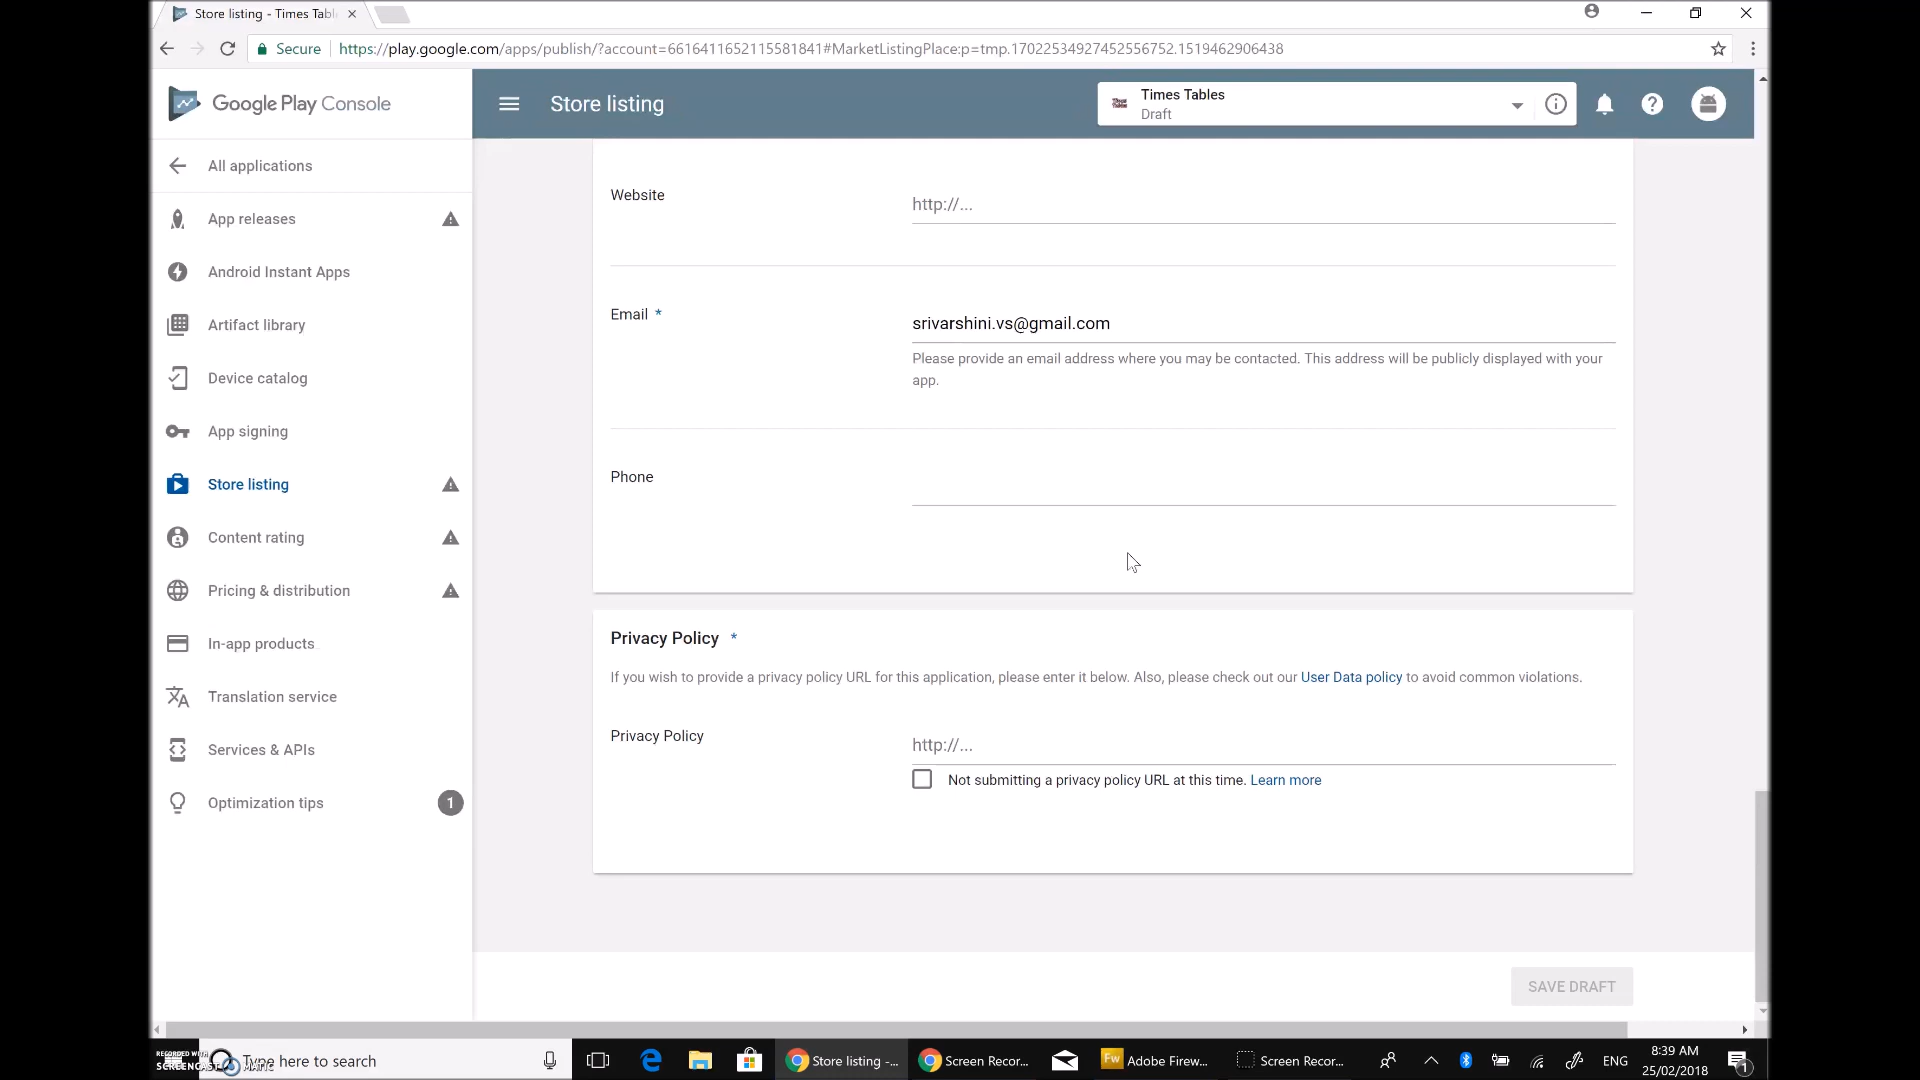 Store listing - Times Tabl
Secure
https://play.google.com/apps/publish/?account=6616411652115581841#MarketListingPlace:p=tmp.17022534927452556752.1519462906438
Google Play Console
Store listing
Times Tables
Draft
All applications
App releases
Android Instant Apps
Artifact library
Device catalog
App signing
Store listing
Content rating
Pricing & distribution
In-app products
Translation service
Services & APIs
Optimization tips
1
Website
http://...
Email *
srivarshini.vs@gmail.com
Please provide an email address where you may be contacted. This address will be publicly displayed with your
app.
Phone
Privacy Policy *
If you wish to provide a privacy policy URL for this application, please enter it below. Also, please check out our User Data policy to avoid common violations.
Privacy Policy
http://...
Not submitting a privacy policy URL at this time. Learn more
SAVE DRAFT
RECORDED WITH
SCREENCAST MATIC
Type here to search
Store listing -...
Screen Recor...
Fw
Adobe Firew...
Screen Recor...
ENG
8:39 AM
25/02/2018
1